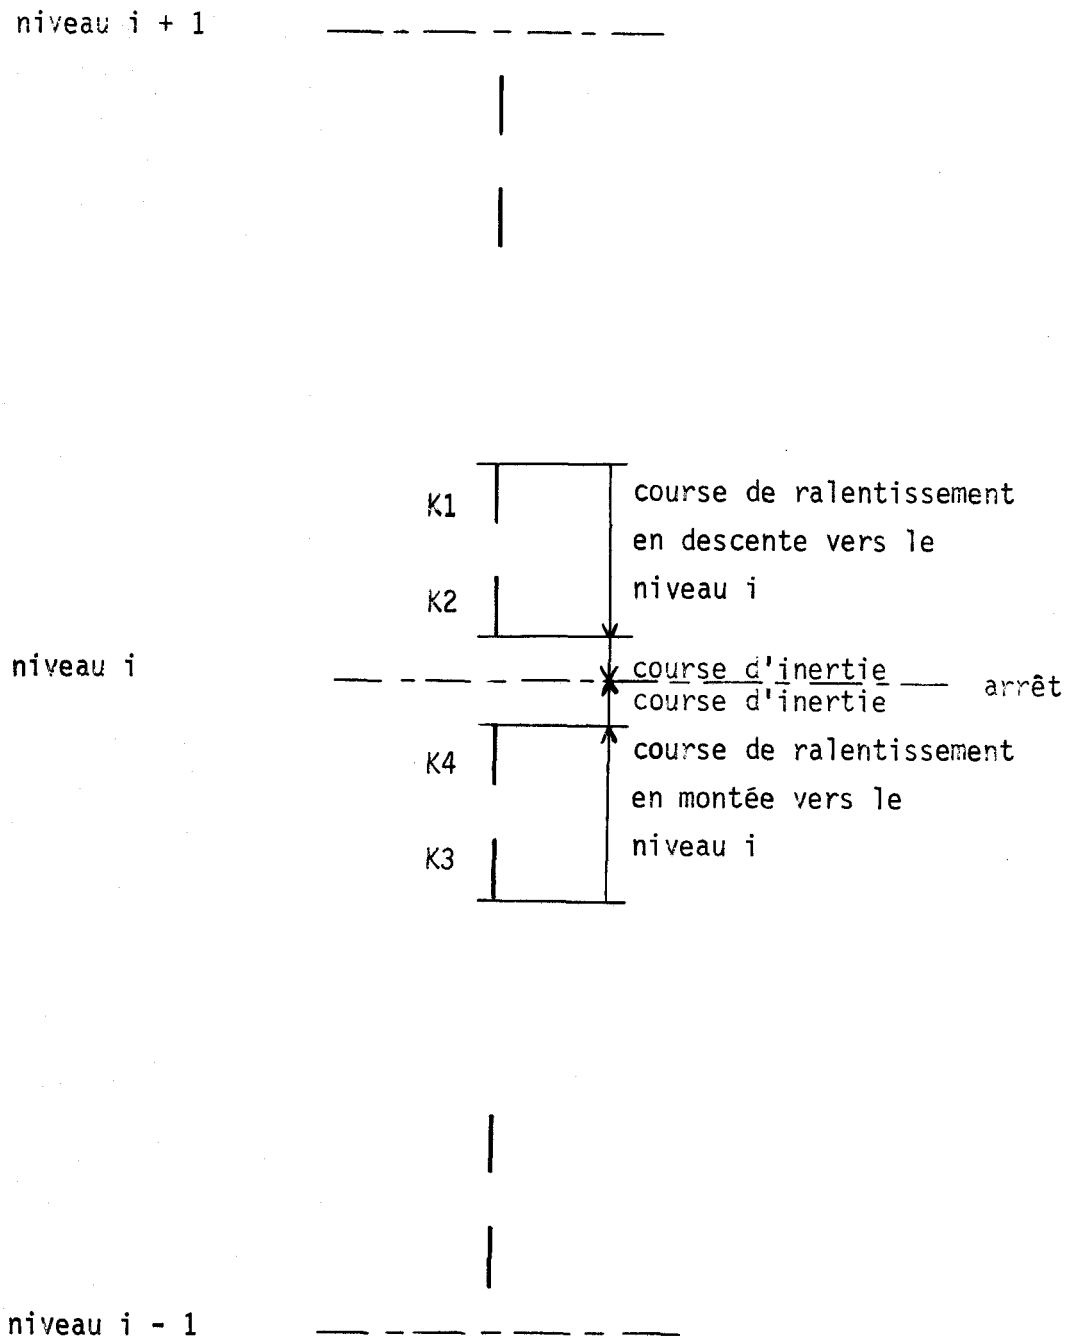 niveau i + 1
K1
course de ralentissement
en descente vers le
K2
niveau i
niveau i
course d'inertie
arrêt
course d'inertie
K4
course de ralentissement
en montée vers le
K3
niveau i
niveau i - 1